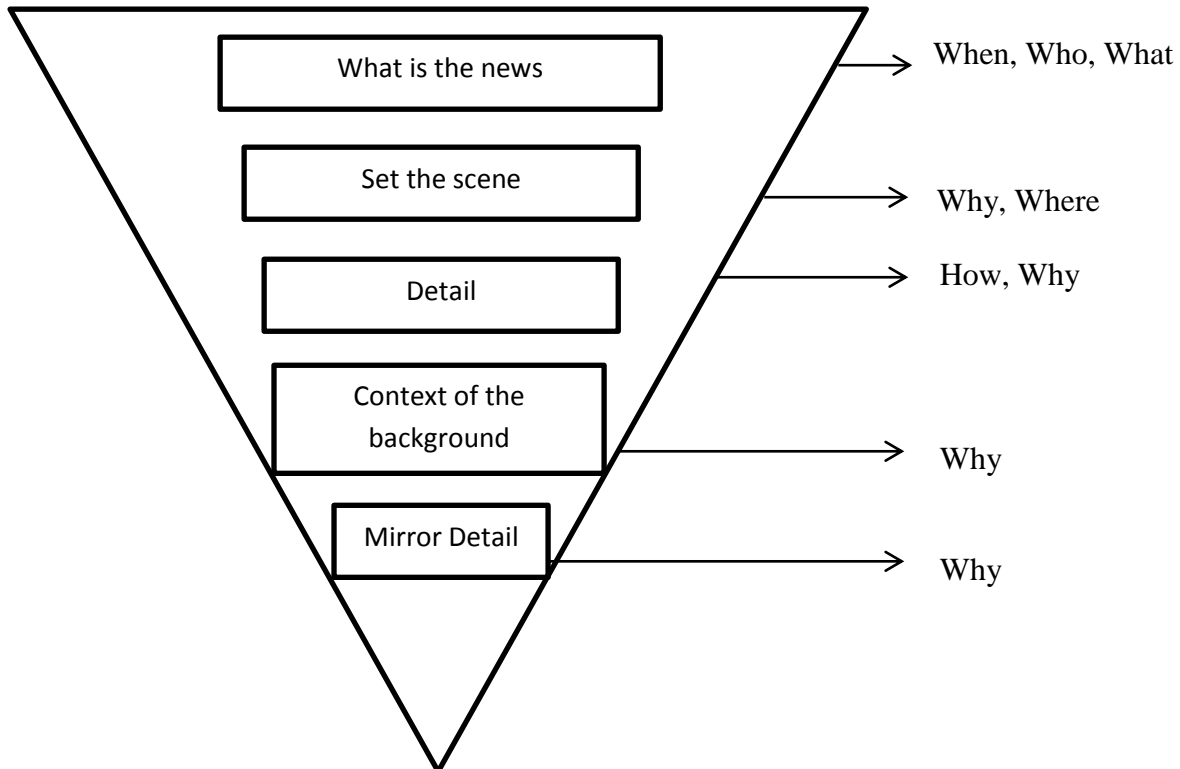 What is the news
When, Who, What
Set the scene
Why, Where
Detail
How, Why
Context of the
background
Why
Mirror Detail
Why